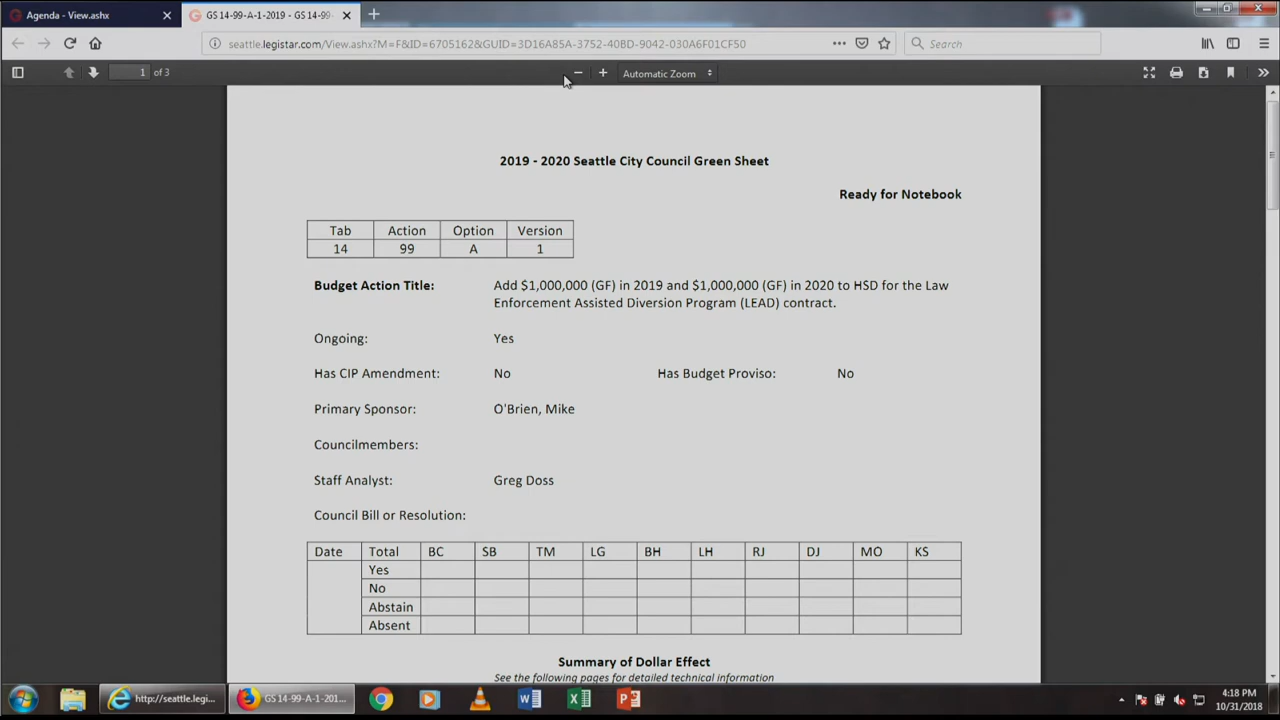 Agenda - View.ashx
GS 14-99-A-1-2019 - GS 14-99-
seattle.legistar.com/View.ashx?M=F&ID=6705162&GUID=3D16A85A-3752-40BD-9042-030A6F01CF50
Search
1 of 3
Automatic Zoom
2019 - 2020 Seattle City Council Green Sheet
Ready for Notebook
Tab Action Option Version
14 99 A 1
Budget Action Title: Add $1,000,000 (GF) in 2019 and $1,000,000 (GF) in 2020 to HSD for the Law
Enforcement Assisted Diversion Program (LEAD) contract.
Ongoing: Yes
Has CIP Amendment: No Has Budget Proviso: No
Primary Sponsor: O'Brien, Mike
Councilmembers:
Staff Analyst: Greg Doss
Council Bill or Resolution:
Date Total BC SB TM LG BH LH RJ DJ MO KS
Yes
No
Abstain
Absent
Summary of Dollar Effect
See the following pages for detailed technical information
http://seattle.legi...
GS 14-99-A-1-201...
4:18 PM
10/31/2018